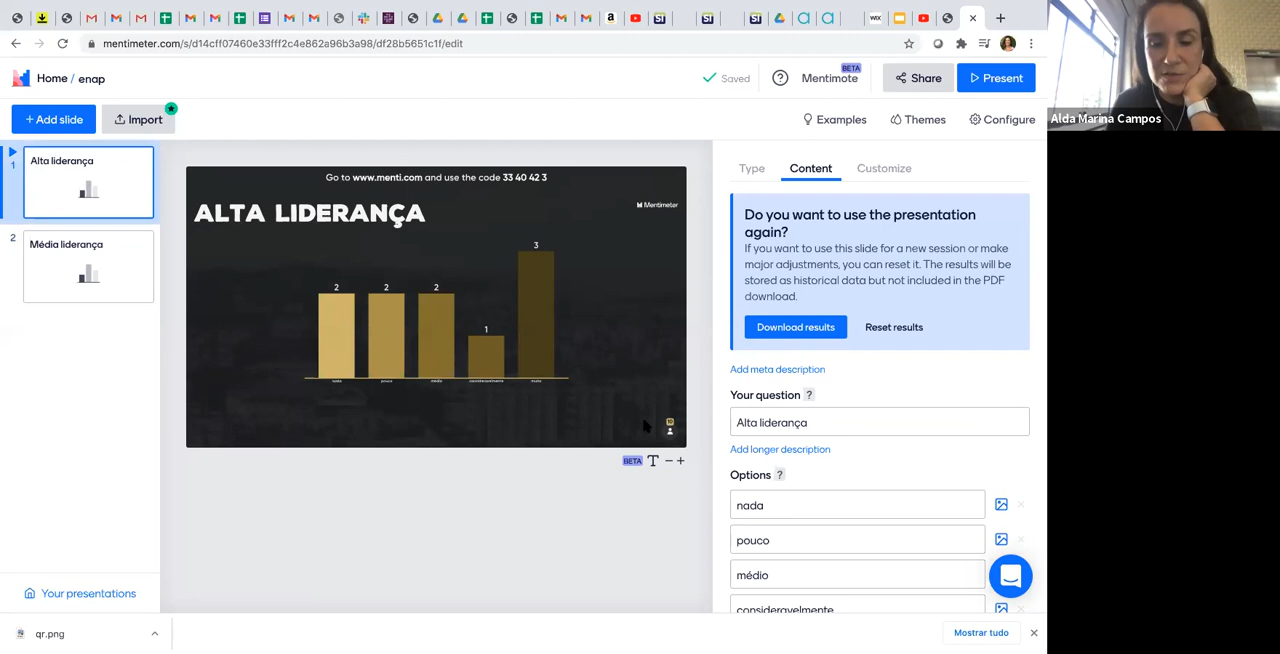 mentimeter.com/s/d14cff07460e33fff2c4e862a96b3a98/df28b5651c1f/edit
Home / enap
Saved
Mentimote
BETA
Share
Present
+ Add slide
Import
Examples
Themes
Configure
Alda Marina Campos
1
Alta liderança
2
Média liderança
Go to www.menti.com and use the code 33 40 42 3
ALTA LIDERANÇA
Mentimeter
2
2
2
1
3
nada
pouco
médio
consideravelmente
muito
10
BETA
Type
Content
Customize
Do you want to use the presentation
again?
If you want to use this slide for a new session or make
major adjustments, you can reset it. The results will be
stored as historical data but not included in the PDF
download.
Download results
Reset results
Add meta description
Your question ?
Alta liderança
Add longer description
Options ?
nada
pouco
médio
consideravelmente
Your presentations
qr.png
Mostrar tudo